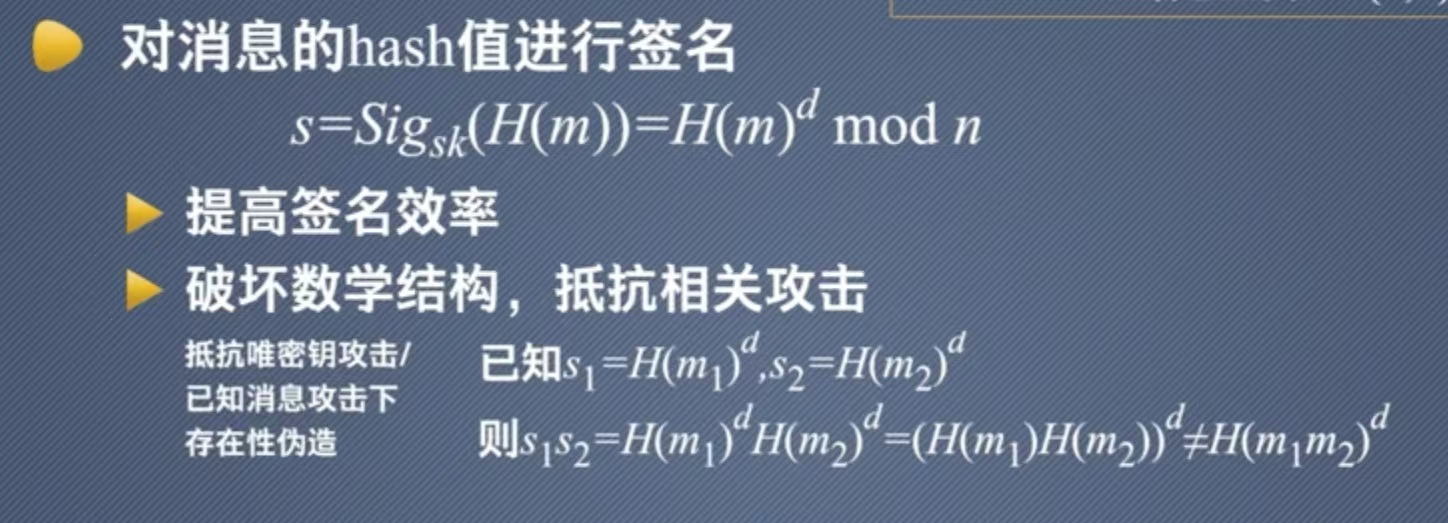 对消息的hash值进行签名
s=Sig_sk(H(m))=H(m)^d mod n
提高签名效率
破坏数学结构，抵抗相关攻击
抵抗唯密钥攻击/
已知消息攻击下
存在性伪造
已知s_1=H(m_1)^d,s_2=H(m_2)^d
则s_1s_2=H(m_1)^dH(m_2)^d=(H(m_1)H(m_2))^d≠H(m_1m_2)^d